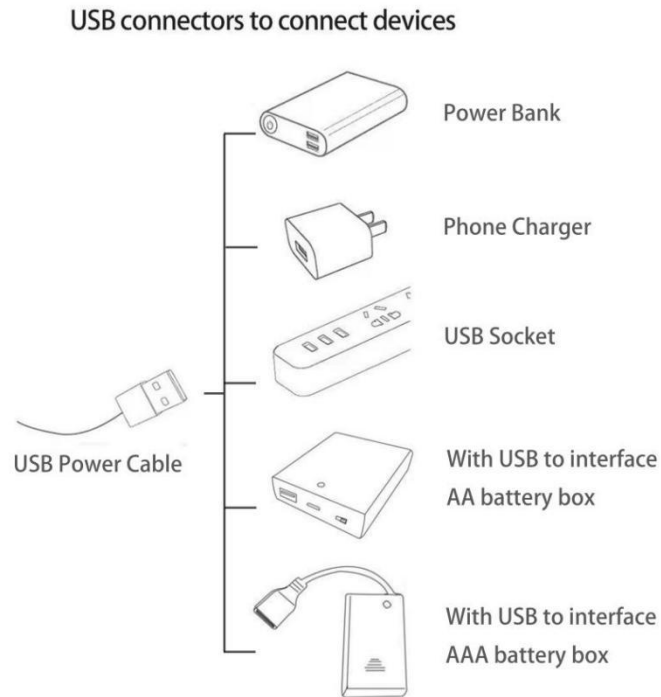 USB connectors to connect devices
Power Bank
Phone Charger
USB Socket
USB Power Cable
With USB to interface
AA battery box
With USB to interface
AAA battery box